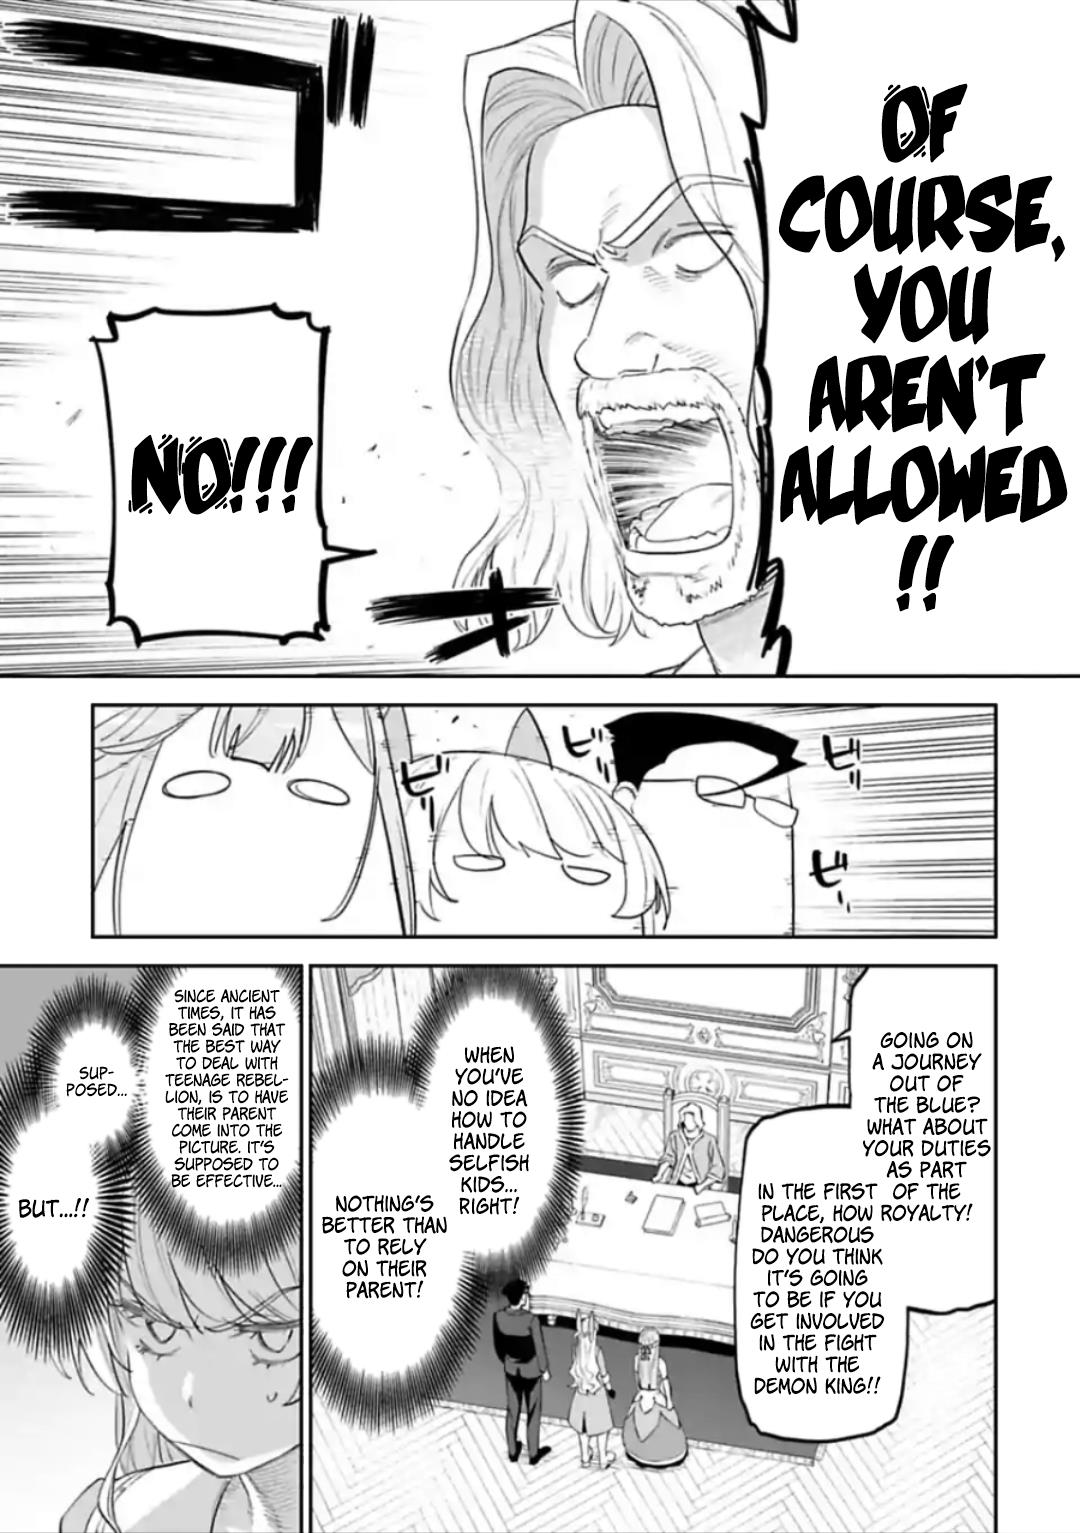 OF
COURSE,
YOU
AREN'T
ALLOWED
!!
NO!!!
キ
ビ
ビ
ビ
ビ
GOING ON
A JOURNEY
OUT OF
THE BLUE?
WHAT ABOUT
YOUR DUTIES
AS PART
OF THE
ROYALTY!
IN THE FIRST
PLACE, HOW
DANGEROUS
DO YOU THINK
IT'S GOING
TO BE IF YOU
GET INVOLVED
IN THE FIGHT
WITH THE
DEMON KING!!
WHEN
YOU'VE
NO IDEA
HOW TO
HANDLE
SELFISH
KIDS...
RIGHT!
NOTHING'S
BETTER THAN
TO RELY
ON THEIR
PARENT!
SINCE ANCIENT
TIMES, IT HAS
BEEN SAID THAT
THE BEST WAY
TO DEAL WITH
TEENAGE REBEL-
LION, IS TO HAVE
THEIR PARENT
COME INTO THE
PICTURE. IT'S
SUPPOSED TO
BE EFFECTIVE...
SUP-
POSED...
BUT...!!